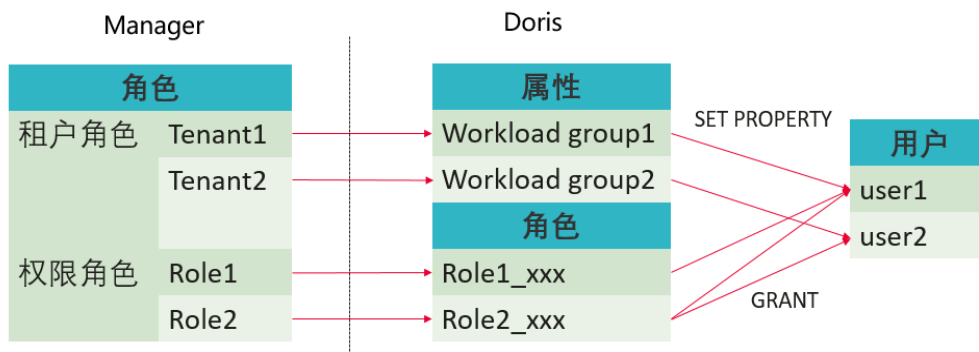 Manager
Doris
角色
租户角色
Tenant1
Tenant2
权限角色
Role1
Role2
属性
Workload group1
Workload group2
角色
Role1_xxx
Role2_xxx
SET PROPERTY
GRANT
用户
user1
user2